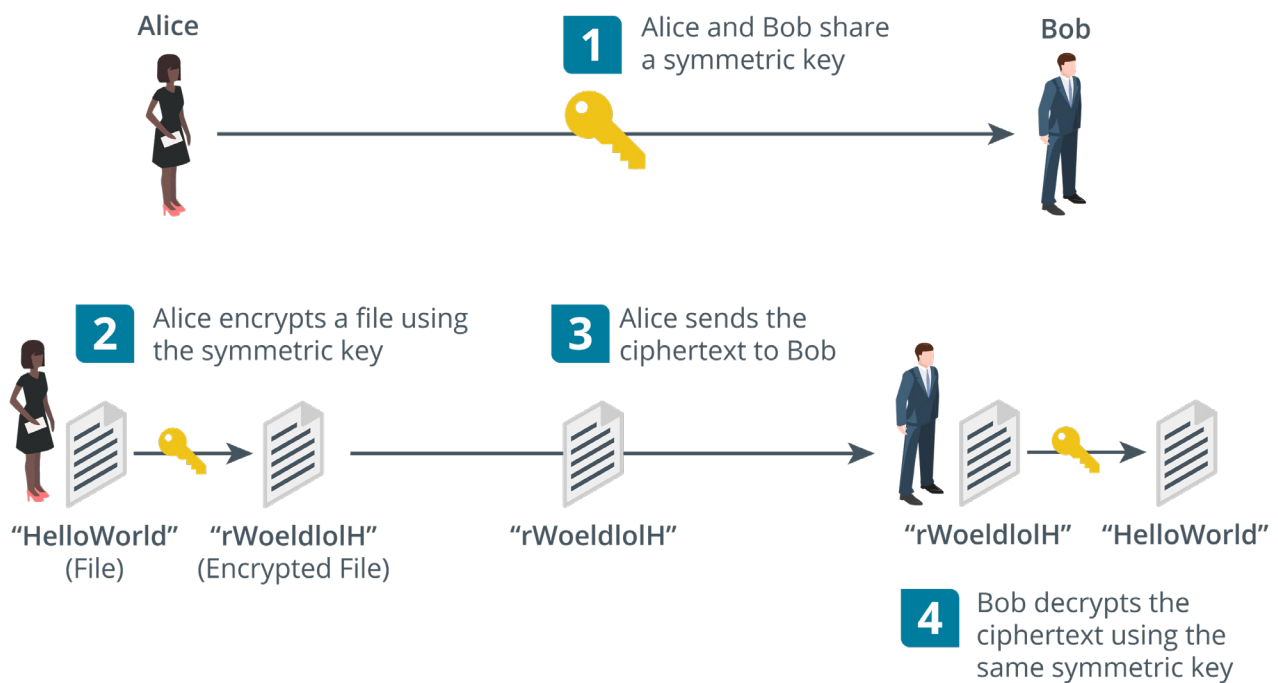 Alice
1
Alice and Bob share
a symmetric key
Bob
2
Alice encrypts a file using
the symmetric key
3
Alice sends the
ciphertext to Bob
“HelloWorld”
(File)
“rWoeldlolH”
(Encrypted File)
“rWoeldlolH”
“rWoeldlolH”
“HelloWorld”
4
Bob decrypts the
ciphertext using the
same symmetric key